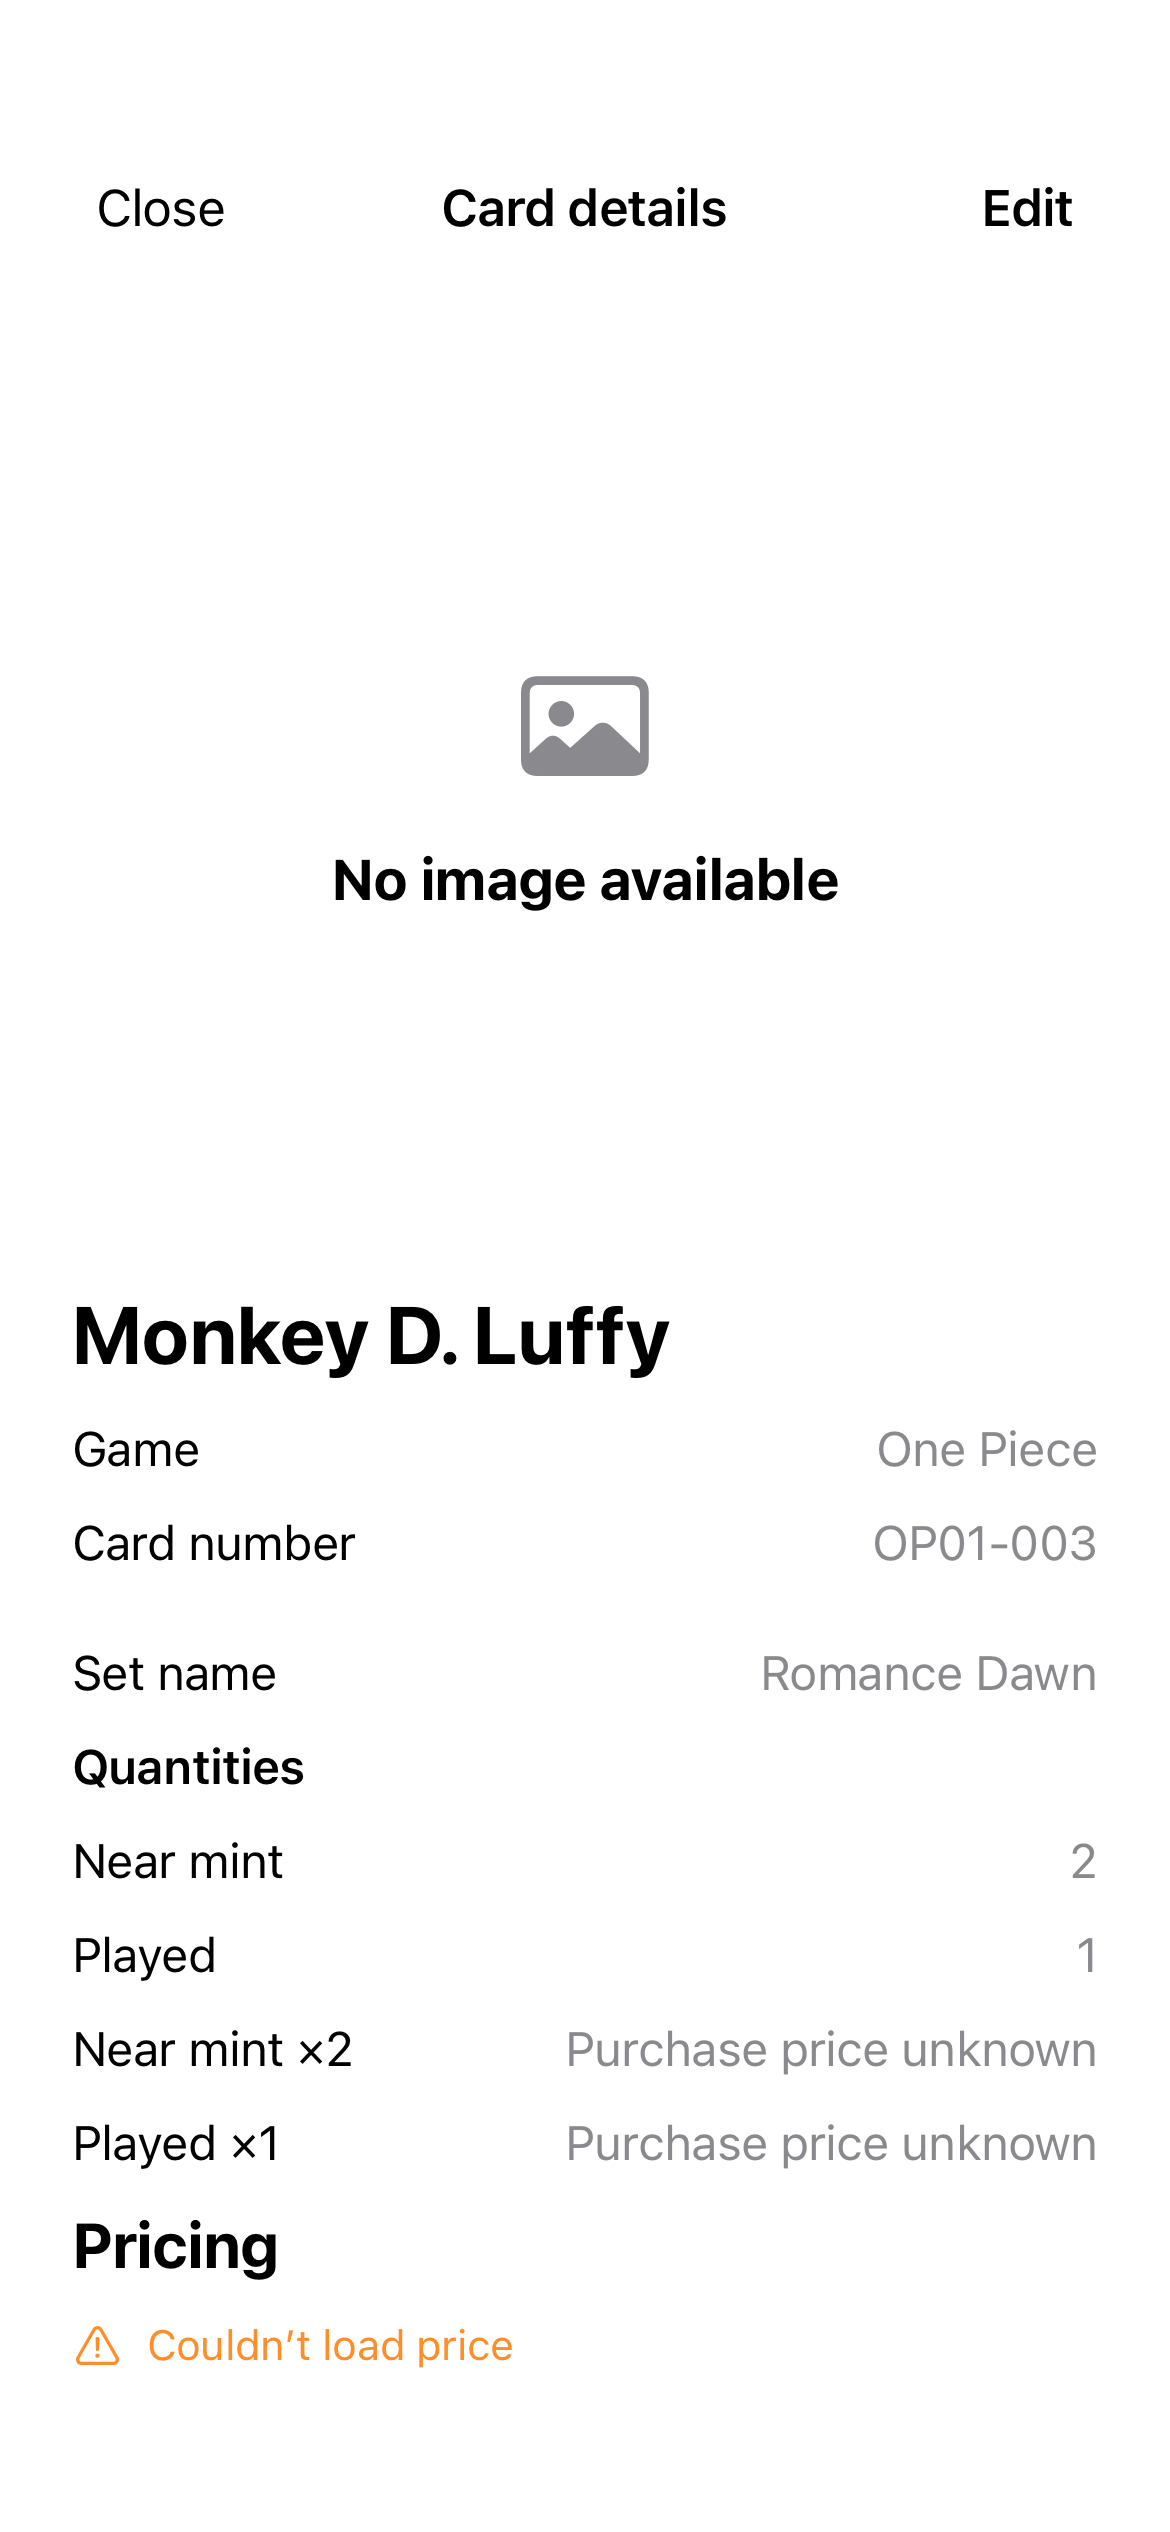 Close
Card details
Edit
No image available
Monkey D. Luffy
Game One Piece
Card number OP01-003
Set name Romance Dawn
Quantities
Near mint 2
Played 1
Near mint ×2 Purchase price unknown
Played ×1 Purchase price unknown
Pricing
Couldn’t load price